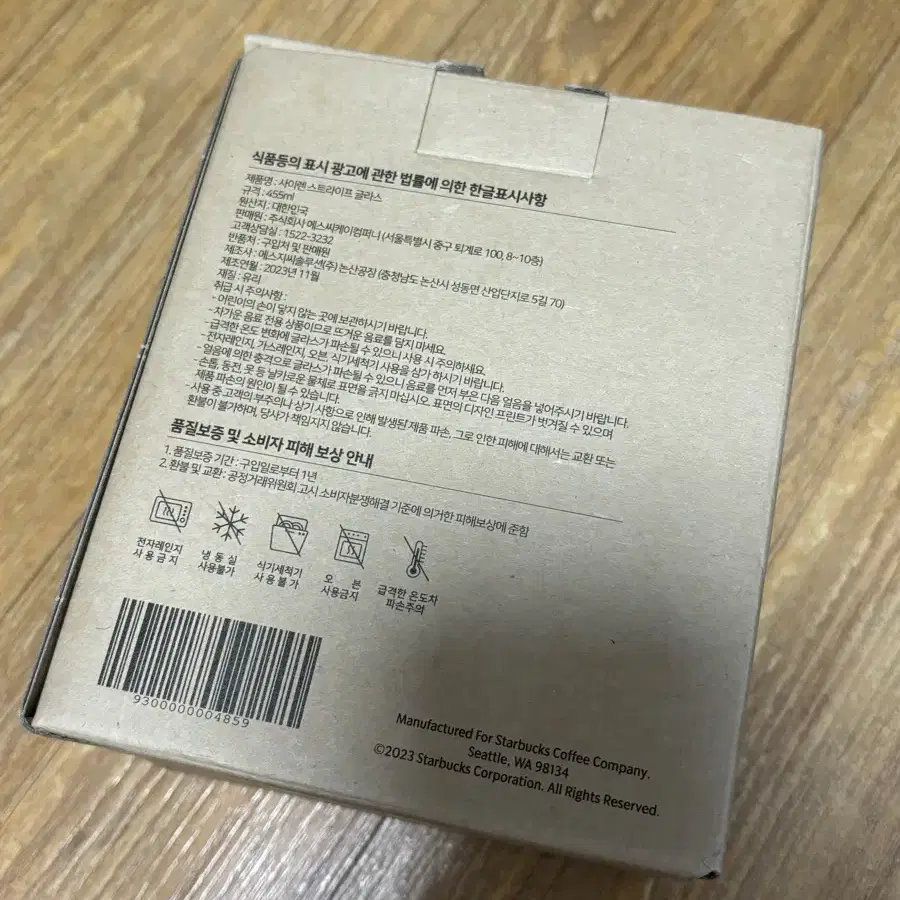 식품등의 표시 광고에 관한 법률에 의한 한글표시사항
제품명 : 사이렌 스트라이프 글라스
규격 : 455ml
원산지 : 대한민국
판매원 : 주식회사 에스씨케이컴퍼니 (서울특별시 중구 퇴계로 100, 8~10층)
고객상담실 : 1522-3232
반품처 : 구입처 및 판매원
제조사 : 에스지씨솔루션(주) 논산공장 (충청남도 논산시 성동면 산업단지로 5길 70)
제조연월 : 2023년 11월
재질 : 유리
취급 시 주의사항 :
- 어린이의 손이 닿지 않는 곳에 보관하시기 바랍니다.
- 차가운 음료 전용 상품이므로 뜨거운 음료를 담지 마세요.
- 급격한 온도 변화에 글라스가 파손될 수 있으니 사용 시 주의하세요.
- 전자레인지, 가스레인지, 오븐, 식기세척기 사용을 삼가 하시기 바랍니다.
- 얼음에 의한 충격으로 글라스가 파손될 수 있으니 음료를 먼저 부은 다음 얼음을 넣어주시기 바랍니다.
- 손톱, 동전, 못 등 날카로운 물체로 표면을 긁지 마십시오. 표면의 디자인 프린트가 벗겨질 수 있으며
제품 파손의 원인이 될 수 있습니다.
- 사용 중 고객의 부주의나 상기 사항으로 인해 발생된 제품 파손, 그로 인한 피해에 대해서는 교환 또는
환불이 불가하며, 당사가 책임지지 않습니다.
품질보증 및 소비자 피해 보상 안내
1. 품질보증 기간 : 구입일로부터 1년
2. 환불 및 교환 : 공정거래위원회 고시 소비자분쟁해결 기준에 의거한 피해보상에 준함
전자레인지 사용금지
냉동실 사용불가
식기세척기 사용불가
오븐 사용금지
급격한 온도차 파손주의
9300000004859
Manufactured For Starbucks Coffee Company.
Seattle, WA 98134
©2023 Starbucks Corporation. All Rights Reserved.